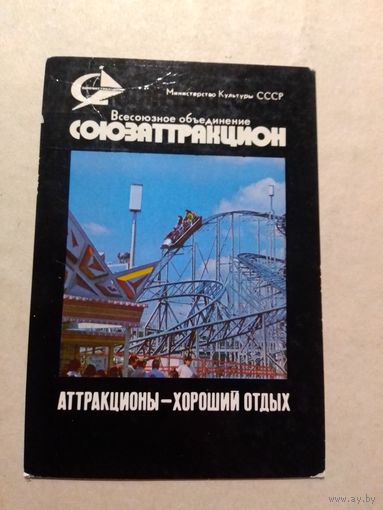 Министерство Культуры СССР
Всесоюзное объединение
СОЮЗАТТРАКЦИОН
АТТРАКЦИОНЫ–ХОРОШИЙ ОТДЫХ
www.ay.by